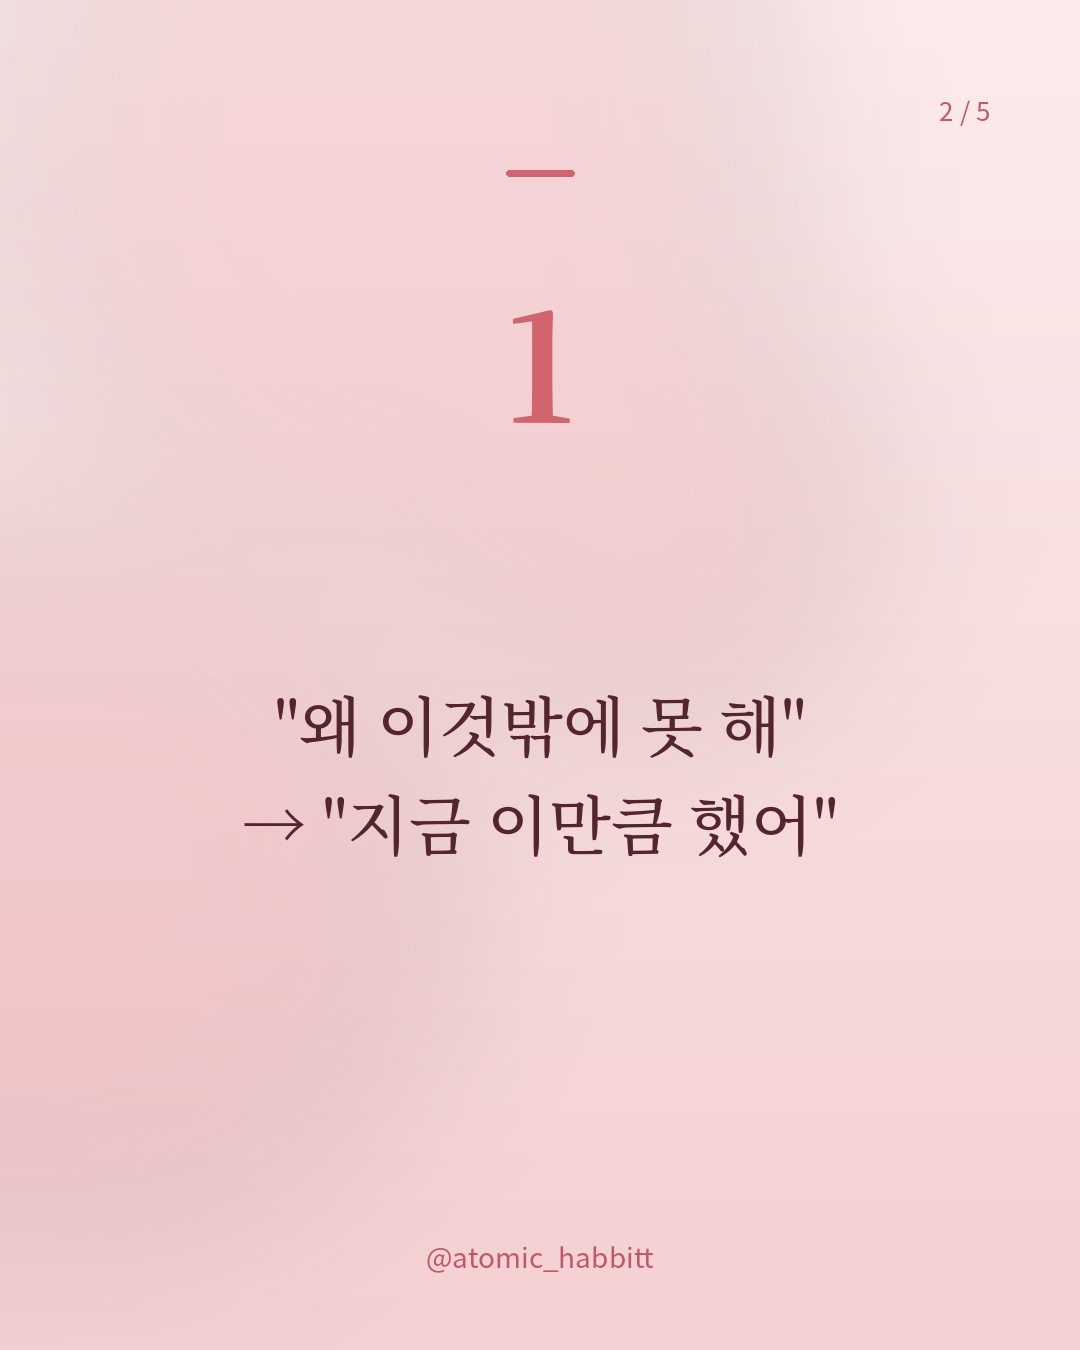 2 / 5
1
"왜 이것밖에 못 해"
→ "지금 이만큼 했어"
@atomic_habbitt